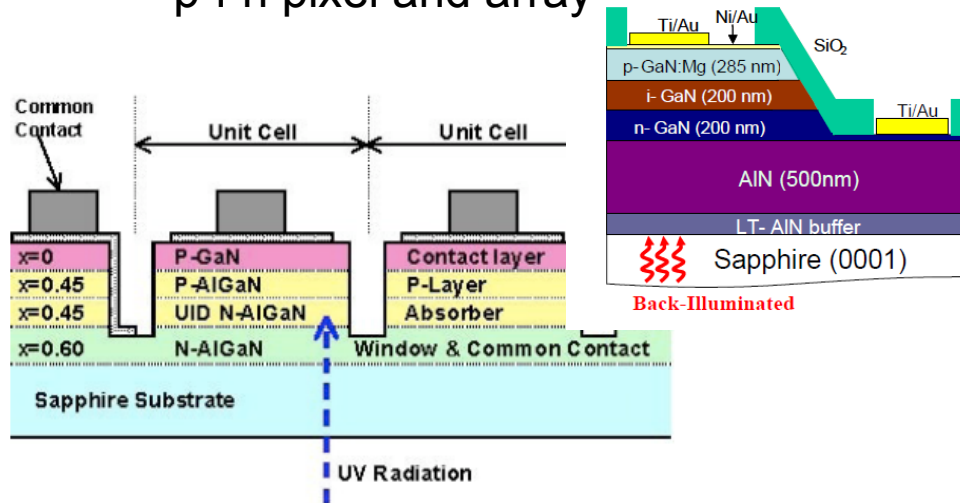 p-i-n pixel and array
Common
Contact
Unit Cell
Unit Cell
x=0
P-GaN
Contact layer
x=0.45
P-AlGaN
P-Layer
x=0.45
UID N-AlGaN
Absorber
x=0.60
N-AlGaN
Window & Common Contact
Sapphire Substrate
UV Radiation
Ti/Au
Ni/Au
SiO₂
p-GaN:Mg (285 nm)
i-GaN (200 nm)
n-GaN (200 nm)
Ti/Au
AlN (500nm)
LT-AlN buffer
Sapphire (0001)
Back-Illuminated